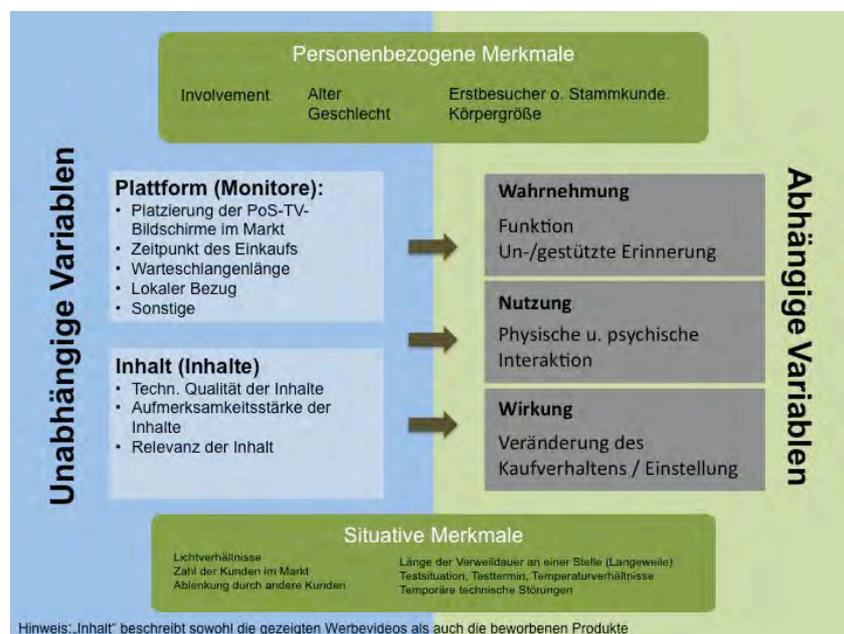 Personenbezogene Merkmale
Involvement
Alter
Geschlecht
Erstbesucher o. Stammkunde.
Körpergröße
Unabhängige Variablen
Plattform (Monitore):
• Platzierung der PoS-TV-
Bildschirme im Markt
• Zeitpunkt des Einkaufs
• Warteschlangenlänge
• Lokaler Bezug
• Sonstige
Inhalt (Inhalte)
• Techn. Qualität der Inhalte
• Aufmerksamkeitsstärke der
Inhalte
• Relevanz der Inhalt
Wahrnehmung
Funktion
Un-/gestützte Erinnerung
Nutzung
Physische u. psychische
Interaktion
Wirkung
Veränderung des
Kaufverhaltens / Einstellung
Abhängige Variablen
Situative Merkmale
Lichtverhältnisse
Zahl der Kunden im Markt
Ablenkung durch andere Kunden
Länge der Verweildauer an einer Stelle (Langeweile)
Testsituation, Testtermin, Temperaturverhältnisse
Temporäre technische Störungen
Hinweis:„Inhalt“ beschreibt sowohl die gezeigten Werbevideos als auch die beworbenen Produkte